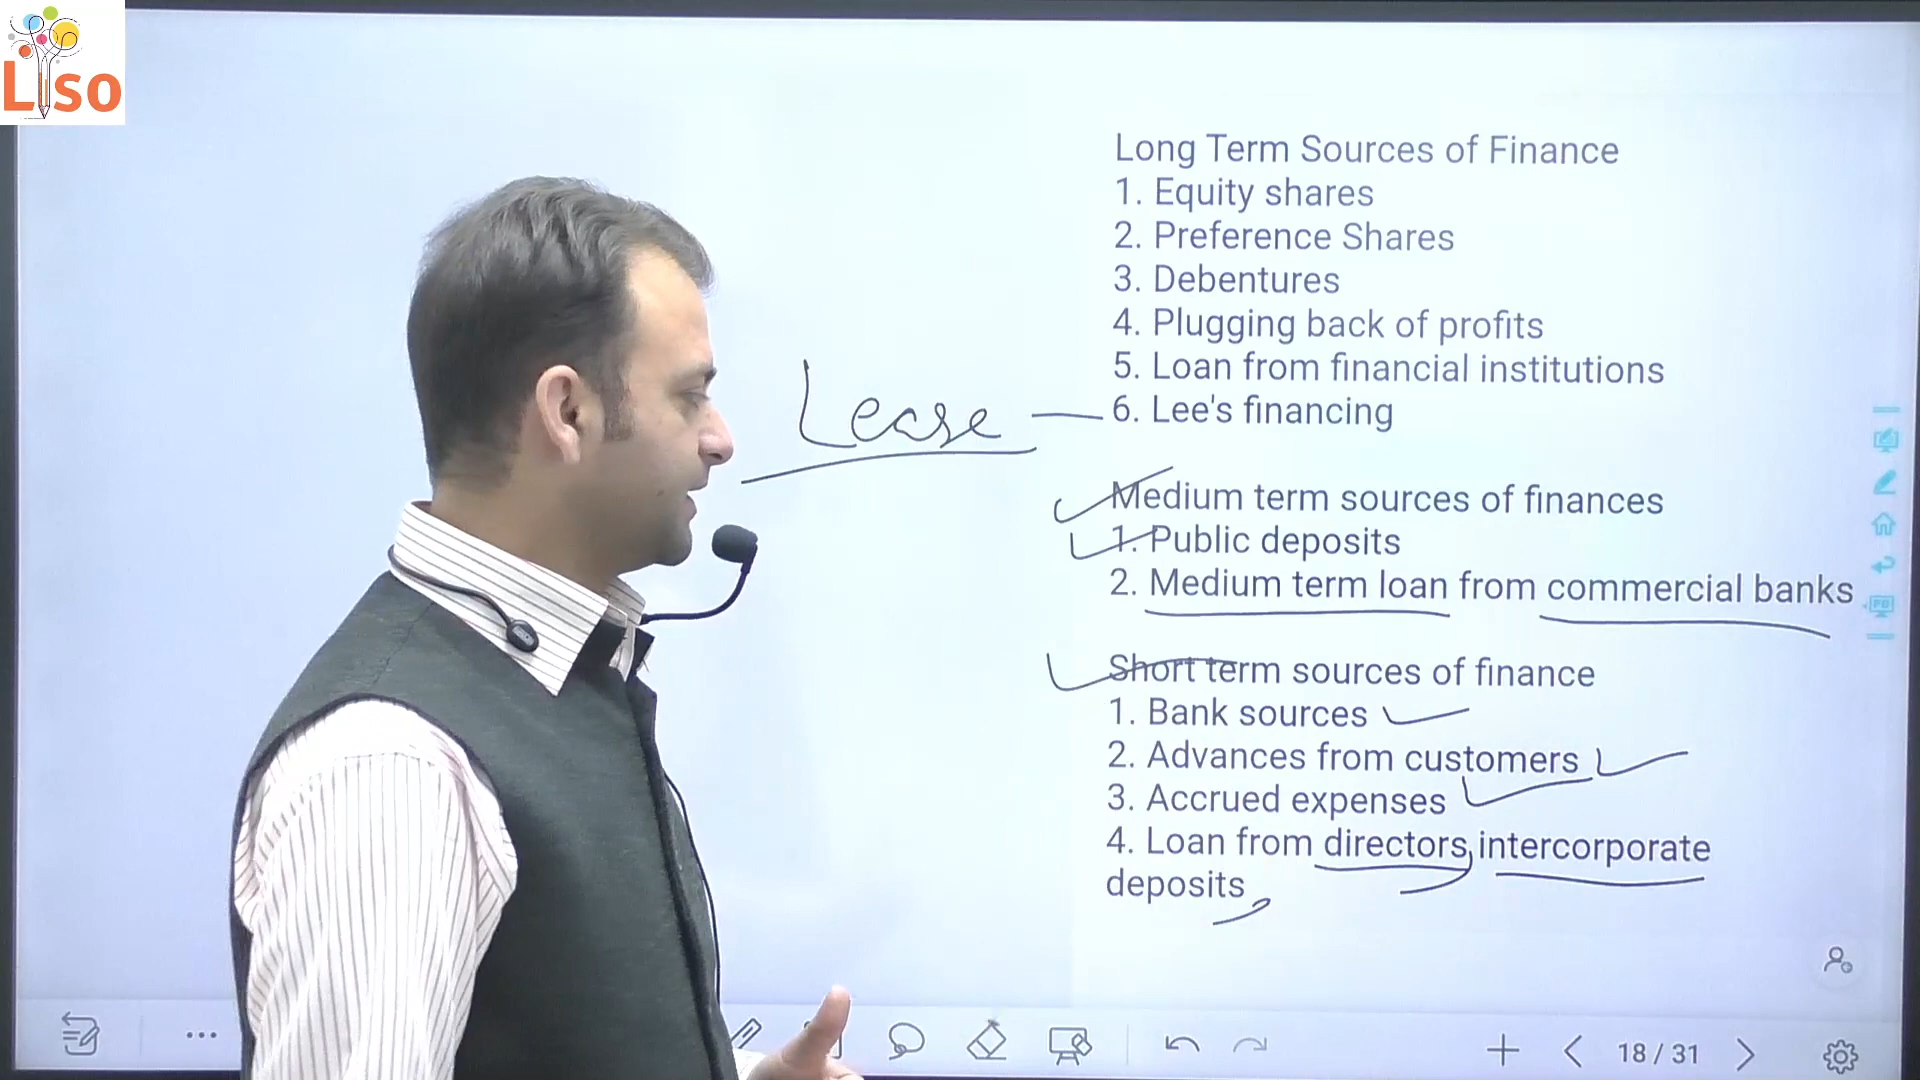 Liso
Long Term Sources of Finance
1. Equity shares
2. Preference Shares
3. Debentures
4. Plugging back of profits
5. Loan from financial institutions
Lease
6. Lee's financing
Medium term sources of finances
1. Public deposits
2. Medium term loan from commercial banks
Short term sources of finance
1. Bank sources
2. Advances from customers
3. Accrued expenses
4. Loan from directors, intercorporate
deposits
18 / 31